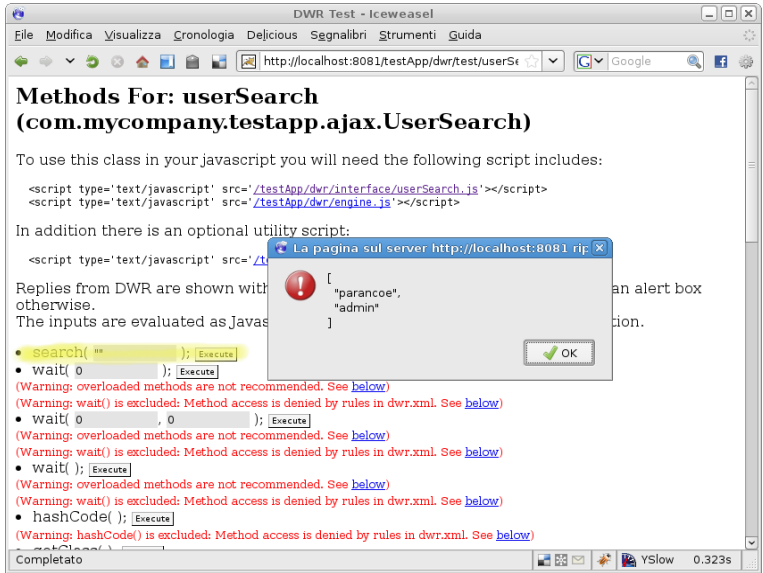 DWR Test - Iceweasel
File Modifica Visualizza Cronologia Delicious Segnalibri Strumenti Guida
http://localhost:8081/testApp/dwr/test/userSe
Google
Methods For: userSearch
(com.mycompany.testapp.ajax.UserSearch)
To use this class in your javascript you will need the following script includes:
<script type='text/javascript' src='/testApp/dwr/interface/userSearch.js'></script>
<script type='text/javascript' src='/testApp/dwr/engine.js'></script>
In addition there is an optional utility script:
<script type='text/javascript' src='/t
La pagina sul server http://localhost:8081 rip
[
"parancoe",
"admin"
]
OK
Replies from DWR are shown with an alert box
otherwise.
The inputs are evaluated as Javas tion.
• search( "" ); Execute
• wait( 0 ); Execute
(Warning: overloaded methods are not recommended. See below)
(Warning: wait() is excluded: Method access is denied by rules in dwr.xml. See below)
• wait( 0 , 0 ); Execute
(Warning: overloaded methods are not recommended. See below)
(Warning: wait() is excluded: Method access is denied by rules in dwr.xml. See below)
• wait( ); Execute
(Warning: overloaded methods are not recommended. See below)
(Warning: wait() is excluded: Method access is denied by rules in dwr.xml. See below)
• hashCode( ); Execute
(Warning: hashCode() is excluded: Method access is denied by rules in dwr.xml. See below)
Completato YSlow 0.323s